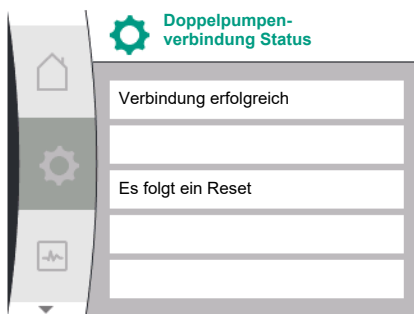 Doppelpumpen-
verbindung Status
Verbindung erfolgreich
Es folgt ein Reset